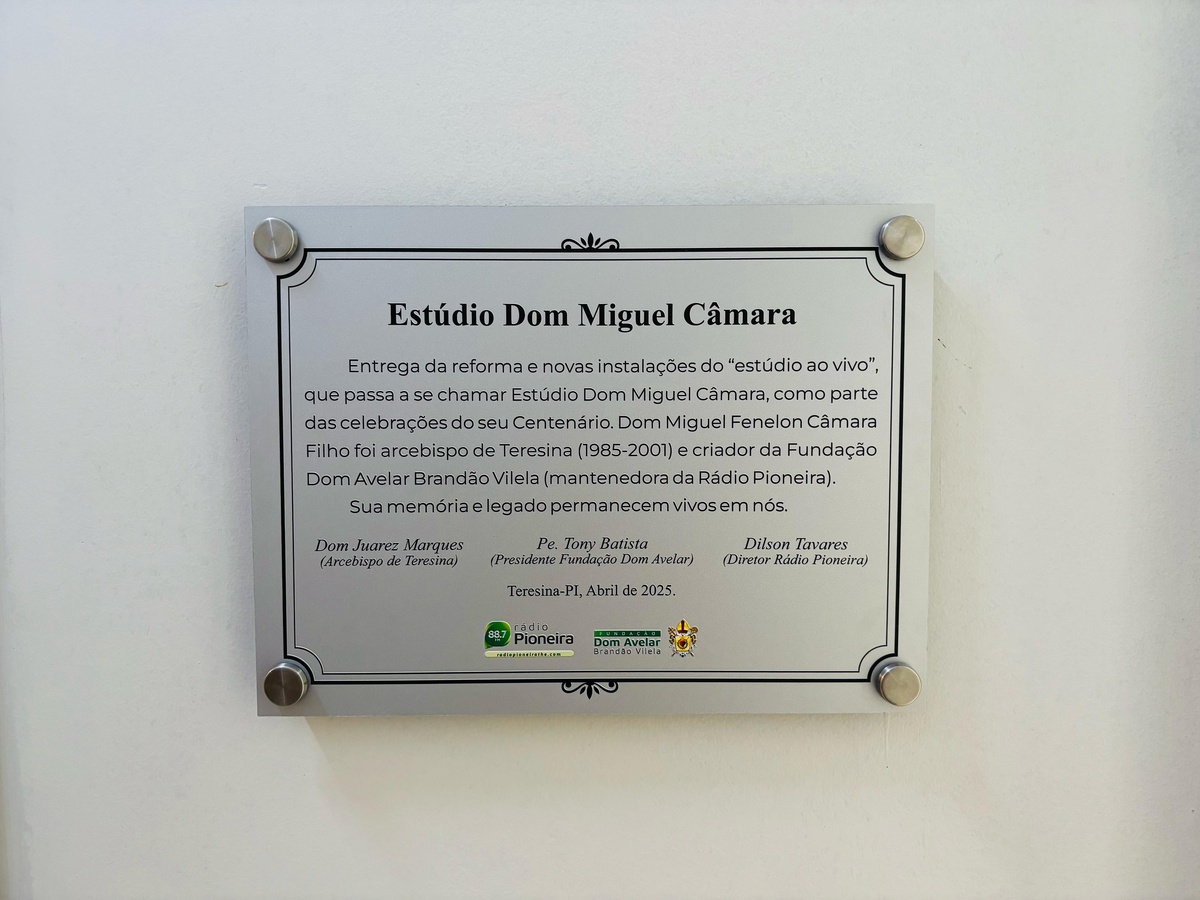 Estúdio Dom Miguel Câmara
Entrega da reforma e novas instalações do “estúdio ao vivo”,
que passa a se chamar Estúdio Dom Miguel Câmara, como parte
das celebrações do seu Centenário. Dom Miguel Fenelon Câmara
Filho foi arcebispo de Teresina (1985-2001) e criador da Fundação
Dom Avelar Brandão Vilela (mantenedora da Rádio Pioneira).
Sua memória e legado permanecem vivos em nós.
Dom Juarez Marques
(Arcebispo de Teresina)
Pe. Tony Batista
(Presidente Fundação Dom Avelar)
Dilson Tavares
(Diretor Rádio Pioneira)
Teresina-PI, Abril de 2025.
88.7
FM
rádio
Pioneira
radiopioneirathe.com
FUNDAÇÃO
Dom Avelar
Brandão Vilela